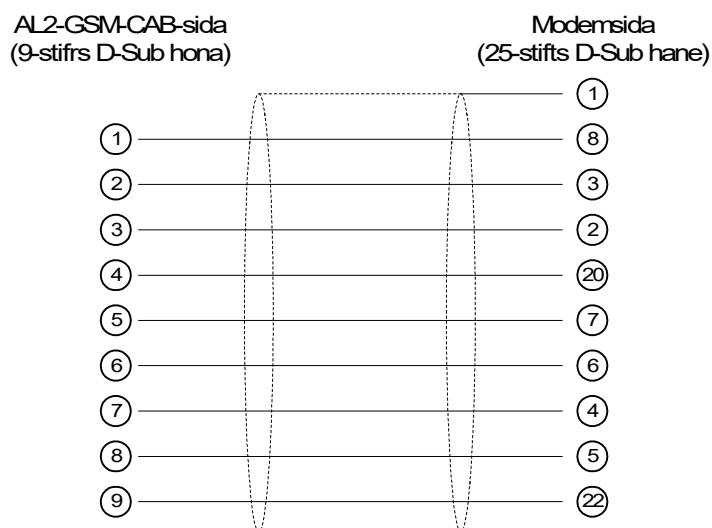 AL2-GSM-CAB-sida
(9-stifrs D-Sub hona)
Modemsida
(25-stifts D-Sub hane)
1
1 8
2 3
3 2
4 20
5 7
6 6
7 4
8 5
9 22